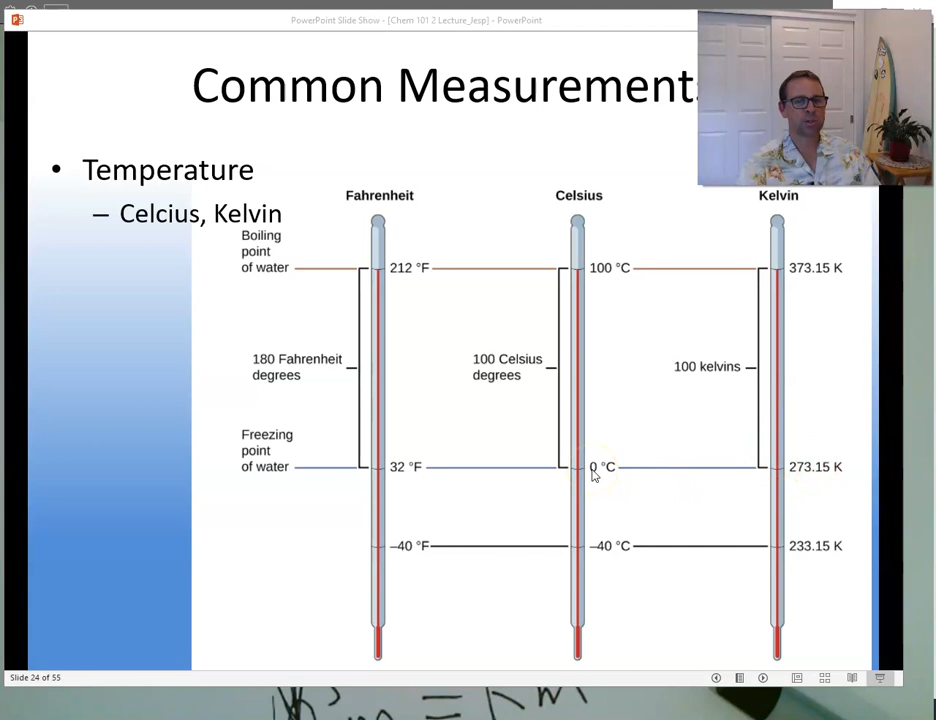 PowerPoint Slide Show - [Chem 101 2 Lecture_Jesp] - PowerPoint
Common Measurements
• Temperature
– Celcius, Kelvin
Fahrenheit
Celsius
Kelvin
Boiling
point
of water
212 °F
100 °C
373.15 K
180 Fahrenheit
degrees
100 Celsius
degrees
100 kelvins
Freezing
point
of water
32 °F
0 °C
273.15 K
–40 °F
–40 °C
233.15 K
Slide 24 of 55